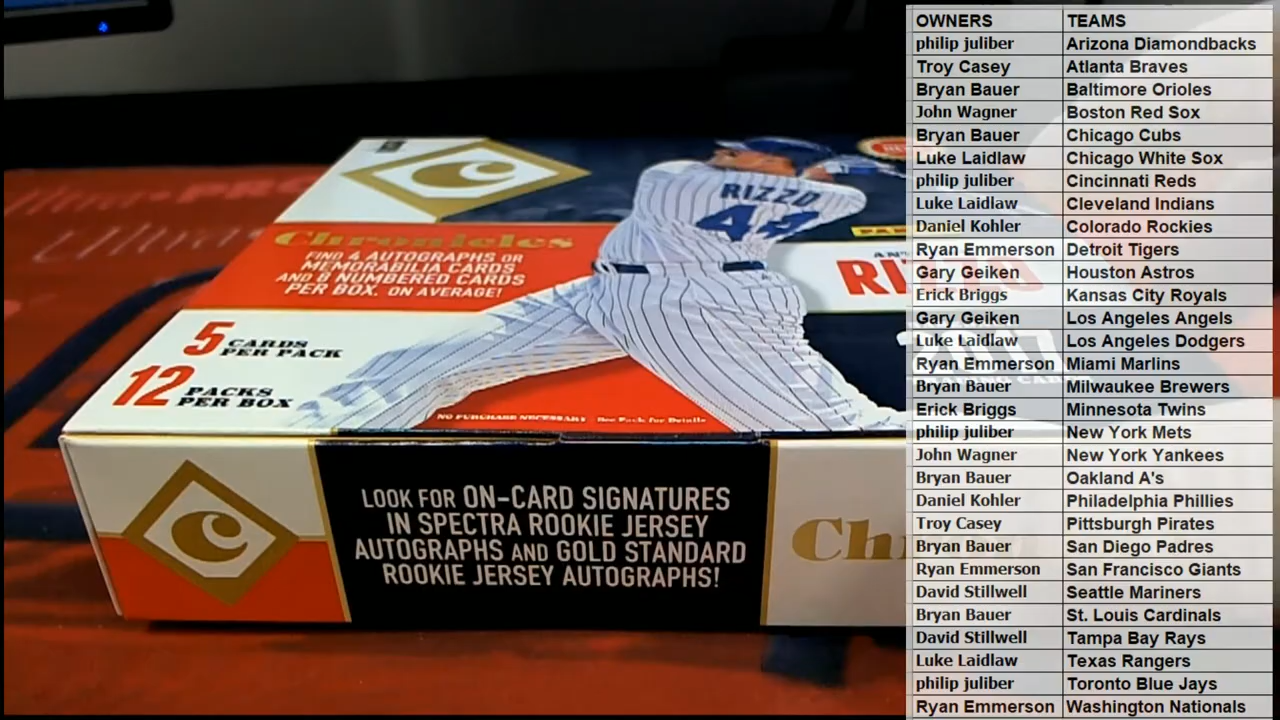 C
RIZZO
44
Chronicles
FIND 4 AUTOGRAPHS OR
MEMORABILIA CARDS
AND 8 NUMBERED CARDS
PER BOX, ON AVERAGE!
RIZZO
5 CARDS PER PACK
12 PACKS PER BOX
NO PURCHASE NECESSARY See Pack for Details
C
LOOK FOR ON-CARD SIGNATURES
IN SPECTRA ROOKIE JERSEY
AUTOGRAPHS AND GOLD STANDARD
ROOKIE JERSEY AUTOGRAPHS!
Chron
OWNERS TEAMS
philip juliber Arizona Diamondbacks
Troy Casey Atlanta Braves
Bryan Bauer Baltimore Orioles
John Wagner Boston Red Sox
Bryan Bauer Chicago Cubs
Luke Laidlaw Chicago White Sox
philip juliber Cincinnati Reds
Luke Laidlaw Cleveland Indians
Daniel Kohler Colorado Rockies
Ryan Emmerson Detroit Tigers
Gary Geiken Houston Astros
Erick Briggs Kansas City Royals
Gary Geiken Los Angeles Angels
Luke Laidlaw Los Angeles Dodgers
Ryan Emmerson Miami Marlins
Bryan Bauer Milwaukee Brewers
Erick Briggs Minnesota Twins
philip juliber New York Mets
John Wagner New York Yankees
Bryan Bauer Oakland A's
Daniel Kohler Philadelphia Phillies
Troy Casey Pittsburgh Pirates
Bryan Bauer San Diego Padres
Ryan Emmerson San Francisco Giants
David Stillwell Seattle Mariners
Bryan Bauer St. Louis Cardinals
David Stillwell Tampa Bay Rays
Luke Laidlaw Texas Rangers
philip juliber Toronto Blue Jays
Ryan Emmerson Washington Nationals